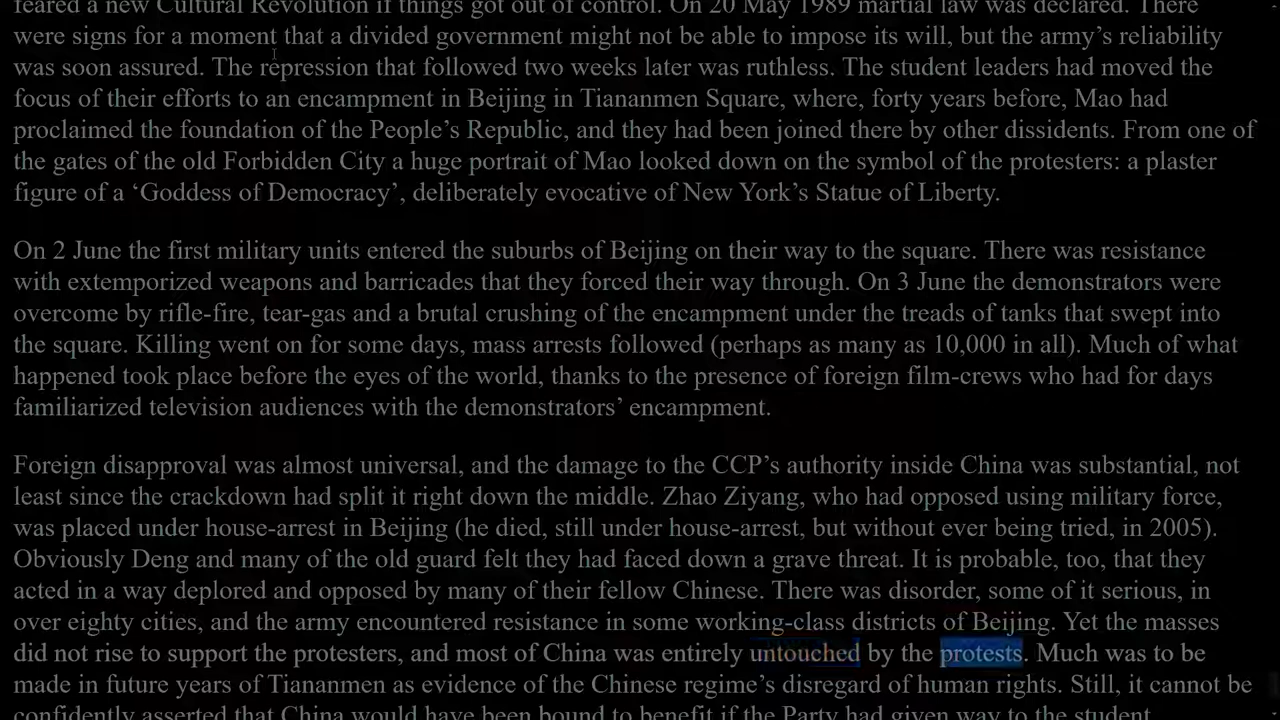 feared a new Cultural Revolution if things got out of control. On 20 May 1989 martial law was declared. There
were signs for a moment that a divided government might not be able to impose its will, but the army’s reliability
was soon assured. The repression that followed two weeks later was ruthless. The student leaders had moved the
focus of their efforts to an encampment in Beijing in Tiananmen Square, where, forty years before, Mao had
proclaimed the foundation of the People’s Republic, and they had been joined there by other dissidents. From one of
the gates of the old Forbidden City a huge portrait of Mao looked down on the symbol of the protesters: a plaster
figure of a ‘Goddess of Democracy’, deliberately evocative of New York’s Statue of Liberty.
On 2 June the first military units entered the suburbs of Beijing on their way to the square. There was resistance
with extemporized weapons and barricades that they forced their way through. On 3 June the demonstrators were
overcome by rifle-fire, tear-gas and a brutal crushing of the encampment under the treads of tanks that swept into
the square. Killing went on for some days, mass arrests followed (perhaps as many as 10,000 in all). Much of what
happened took place before the eyes of the world, thanks to the presence of foreign film-crews who had for days
familiarized television audiences with the demonstrators’ encampment.
Foreign disapproval was almost universal, and the damage to the CCP’s authority inside China was substantial, not
least since the crackdown had split it right down the middle. Zhao Ziyang, who had opposed using military force,
was placed under house-arrest in Beijing (he died, still under house-arrest, but without ever being tried, in 2005).
Obviously Deng and many of the old guard felt they had faced down a grave threat. It is probable, too, that they
acted in a way deplored and opposed by many of their fellow Chinese. There was disorder, some of it serious, in
over eighty cities, and the army encountered resistance in some working-class districts of Beijing. Yet the masses
did not rise to support the protesters, and most of China was entirely untouched by the protests. Much was to be
made in future years of Tiananmen as evidence of the Chinese regime’s disregard of human rights. Still, it cannot be
confidently asserted that China would have been bound to benefit if the Party had given way to the student